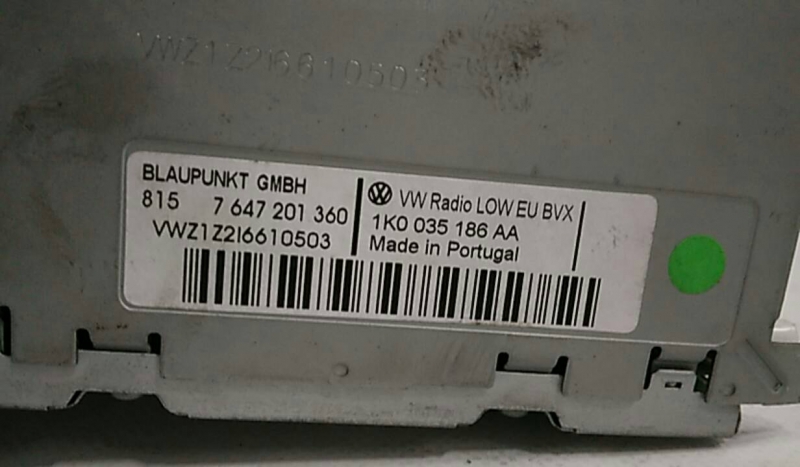 VWZ1Z2I6610503
BLAUPUNKT GMBH
815 7 647 201 360
VWZ1Z2I6610503
VW Radio LOW EU BVX
1K0 035 186 AA
Made in Portugal